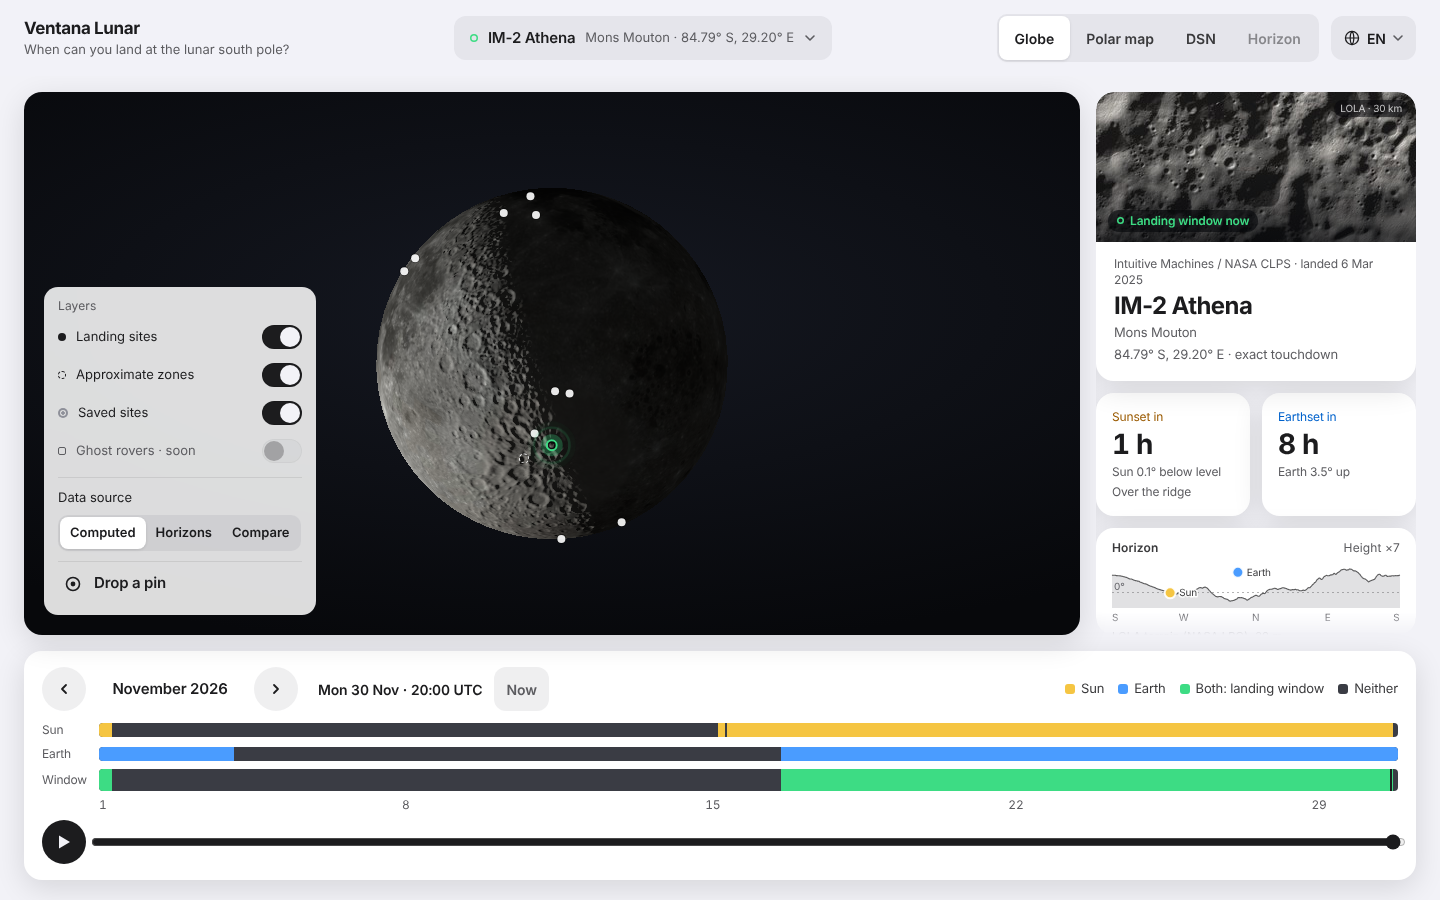 Ventana Lunar
When can you land at the lunar south pole?
IM-2 Athena Mons Mouton · 84.79° S, 29.20° E
Globe Polar map DSN Horizon
EN
Layers
Landing sites
Approximate zones
Saved sites
Ghost rovers · soon
Data source
Computed Horizons Compare
Drop a pin
LOLA · 30 km
Landing window now
Intuitive Machines / NASA CLPS · landed 6 Mar
2025
IM-2 Athena
Mons Mouton
84.79° S, 29.20° E · exact touchdown
Sunset in
1 h
Sun 0.1° below level
Over the ridge
Earthset in
8 h
Earth 3.5° up
Horizon Height ×7
Earth
0°
Sun
S W N E S
November 2026
Mon 30 Nov · 20:00 UTC
Now
Sun Earth Both: landing window Neither
Sun
Earth
Window
1 8 15 22 29